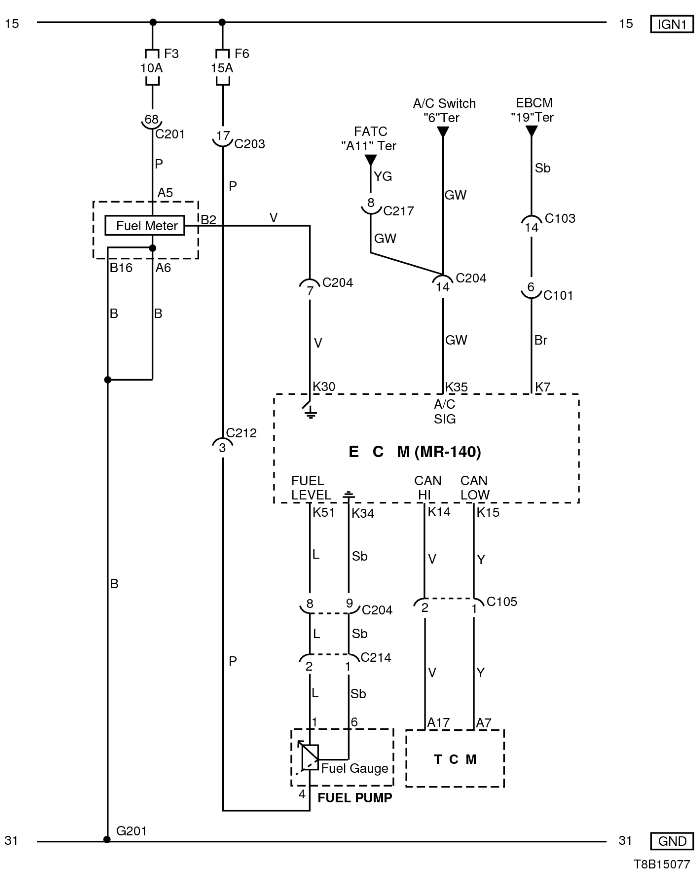 15
15 IGN1
F3
F6
10A
15A
A/C Switch
"6"Ter
EBCM
"19"Ter
FATC
"A11" Ter
68
C201
17
C203
YG
Sb
P
P
GW
8
C217
A5
Fuel Meter
B2
V
GW
14
C103
B16
A6
7
C204
14
C204
6
C101
B
B
V
GW
Br
K30
K35
K7
A/C
SIG
C212
3
E C M (MR-140)
FUEL
LEVEL
CAN
HI
CAN
LOW
K51
K34
K14
K15
L
Sb
V
Y
B
8
9
C204
2
1
C105
L
Sb
C214
2
1
P
V
Y
L
Sb
1
6
A17
A7
Fuel Gauge
T C M
4
FUEL PUMP
G201
31
31 GND
T8B15077